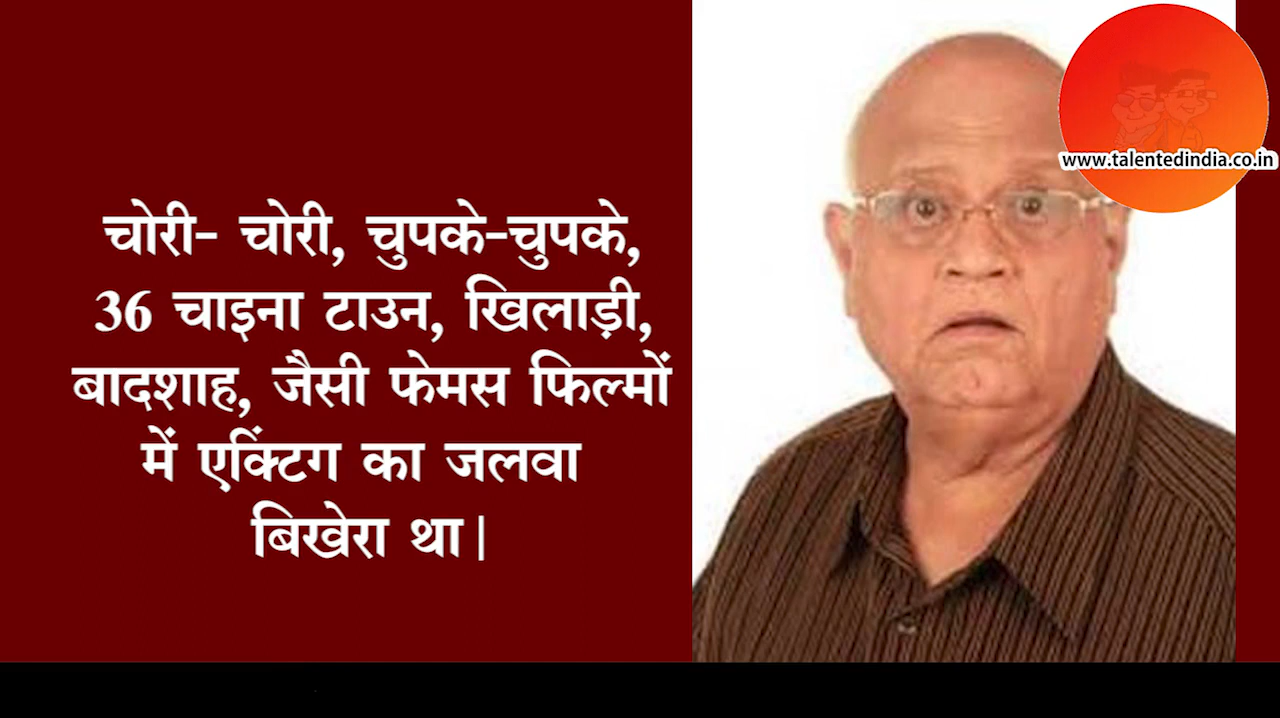 चोरी- चोरी, चुपके-चुपके,
36 चाइना टाउन, खिलाड़ी,
बादशाह, जैसी फेमस फिल्मों
में एक्टिंग का जलवा
बिखेरा था|
www.talentedindia.co.in